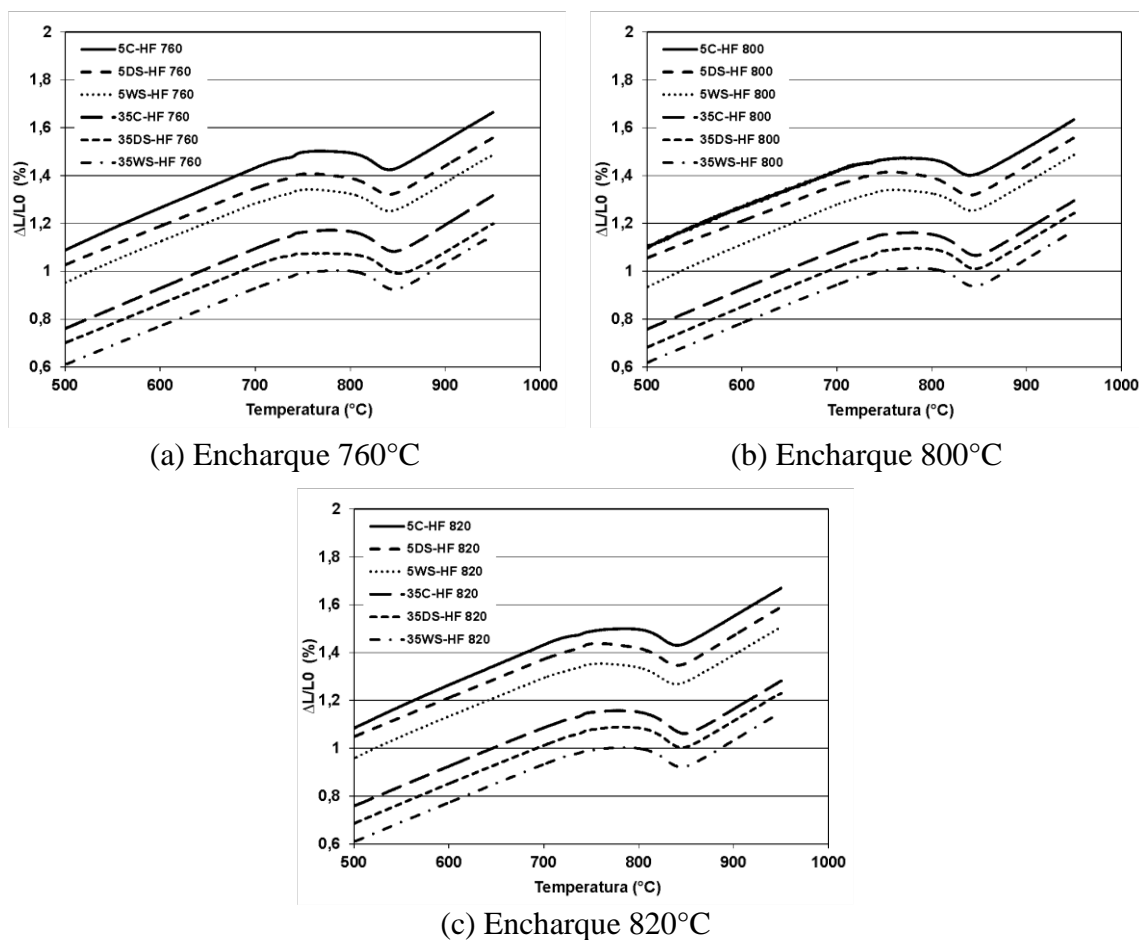 2
1,8
1,6
1,4
1,2
1
0,8
0,6
ΔL/L0 (%)
5C-HF 760
5DS-HF 760
5WS-HF 760
35C-HF 760
35DS-HF 760
35WS-HF 760
500 600 700 800 900 1000
Temperatura (°C)
(a) Encharque 760°C
2
1,8
1,6
1,4
1,2
1
0,8
0,6
ΔL/L0 (%)
5C-HF 800
5DS-HF 800
5WS-HF 800
35C-HF 800
35DS-HF 800
35WS-HF 800
500 600 700 800 900 1000
Temperatura (°C)
(b) Encharque 800°C
2
1,8
1,6
1,4
1,2
1
0,8
0,6
ΔL/L0 (%)
5C-HF 820
5DS-HF 820
5WS-HF 820
35C-HF 820
35DS-HF 820
35WS-HF 820
500 600 700 800 900 1000
Temperatura (°C)
(c) Encharque 820°C